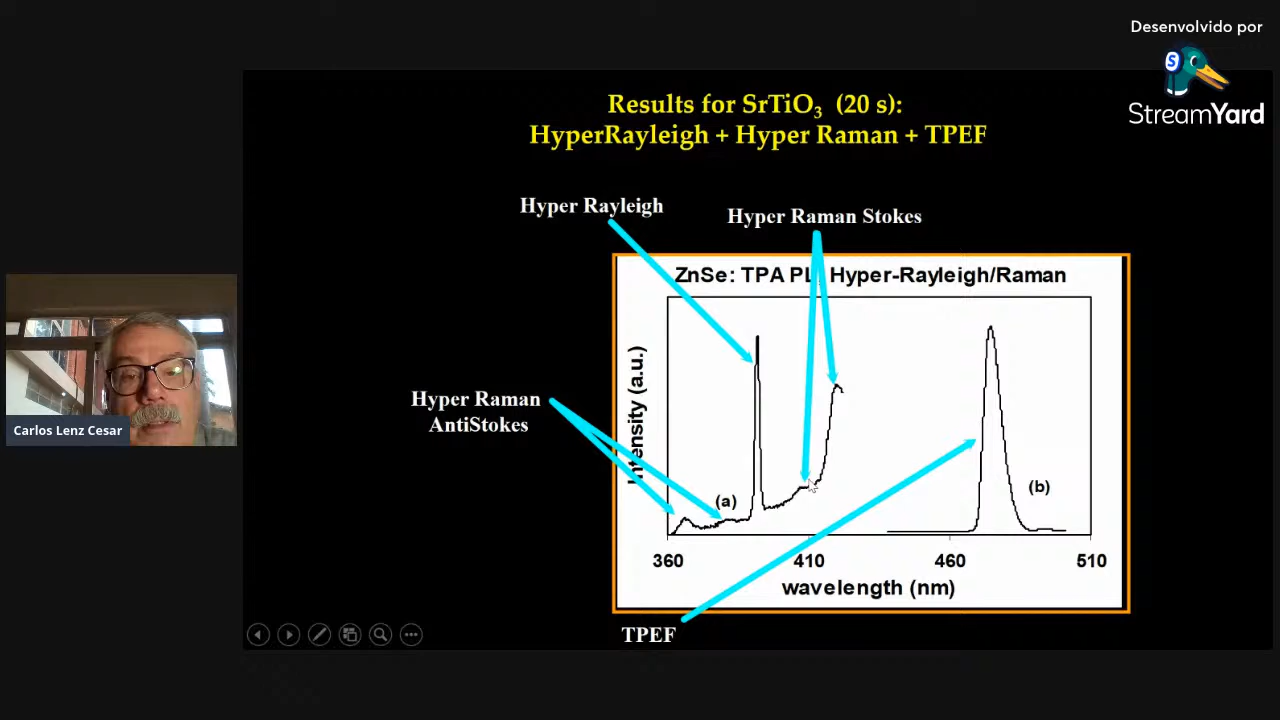 Desenvolvido por
StreamYard
Results for SrTiO₃ (20 s):
HyperRayleigh + Hyper Raman + TPEF
Hyper Rayleigh
Hyper Raman Stokes
ZnSe: TPA PL Hyper-Rayleigh/Raman
Intensity (a.u.)
Hyper Raman
AntiStokes
Carlos Lenz Cesar
(a)
(b)
360
410
460
510
wavelength (nm)
TPEF